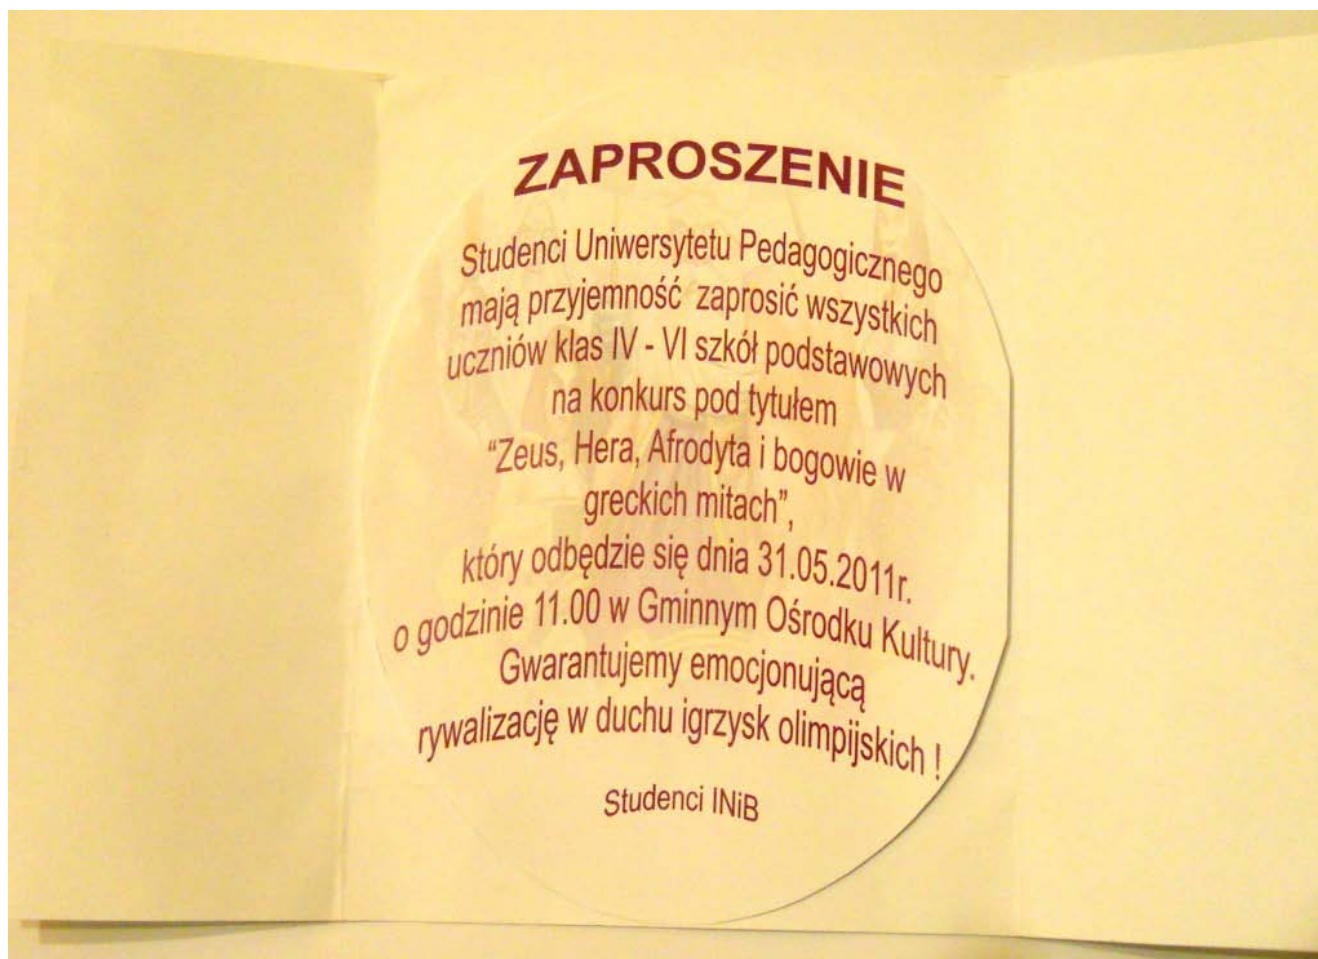 ZAPROSZENIE
Studenci Uniwersytetu Pedagogicznego
mają przyjemność zaprosić wszystkich
uczniów klas IV - VI szkół podstawowych
na konkurs pod tytułem
“Zeus, Hera, Afrodyta i bogowie w
greckich mitach”,
który odbędzie się dnia 31.05.2011r.
o godzinie 11.00 w Gminnym Ośrodku Kultury.
Gwarantujemy emocjonującą
rywalizację w duchu igrzysk olimpijskich !
Studenci INiB